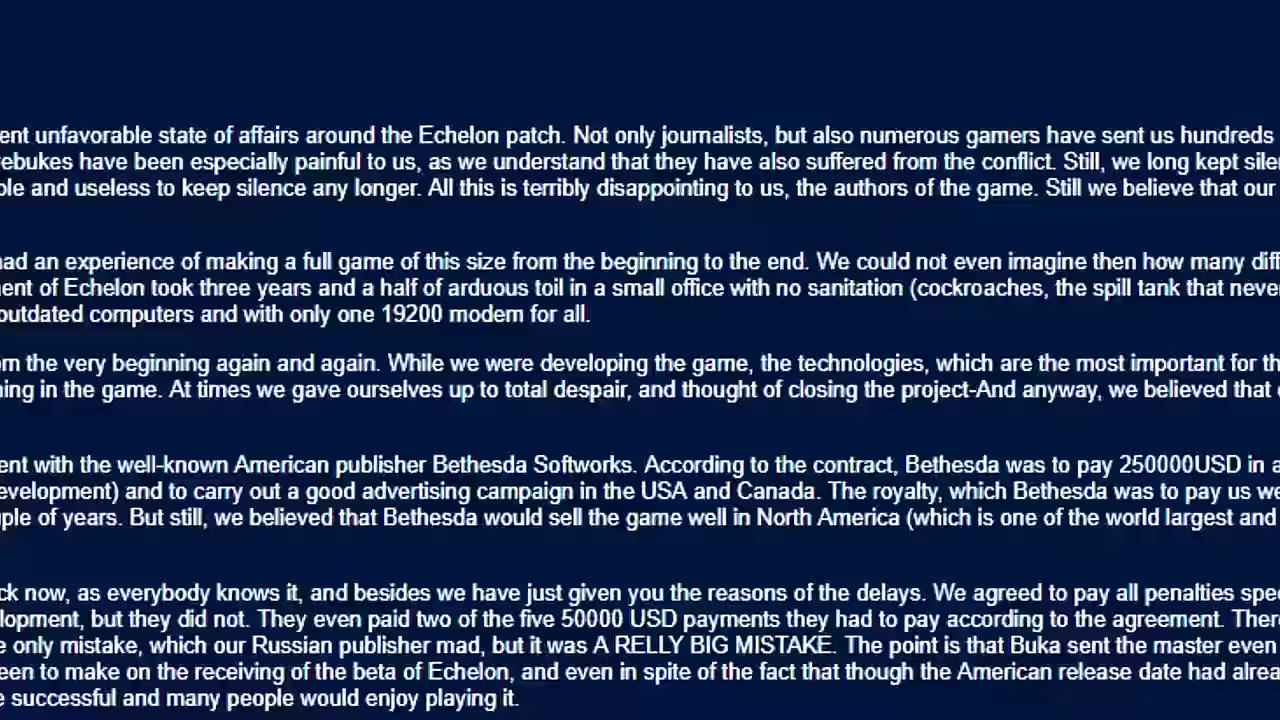 ent unfavorable state of affairs around the Echelon patch. Not only journalists, but also numerous gamers have sent us hundreds
ebukes have been especially painful to us, as we understand that they have also suffered from the conflict. Still, we long kept siler
ole and useless to keep silence any longer. All this is terribly disappointing to us, the authors of the game. Still we believe that our
had an experience of making a full game of this size from the beginning to the end. We could not even imagine then how many diff
ent of Echelon took three years and a half of arduous toil in a small office with no sanitation (cockroaches, the spill tank that neve
outdated computers and with only one 19200 modem for all.
om the very beginning again and again. While we were developing the game, the technologies, which are the most important for th
ning in the game. At times we gave ourselves up to total despair, and thought of closing the project-And anyway, we believed that
ent with the well-known American publisher Bethesda Softworks. According to the contract, Bethesda was to pay 250000USD in a
evelopment) and to carry out a good advertising campaign in the USA and Canada. The royalty, which Bethesda was to pay us we
ple of years. But still, we believed that Bethesda would sell the game well in North America (which is one of the world largest and
ck now, as everybody knows it, and besides we have just given you the reasons of the delays. We agreed to pay all penalties spe
lopment, but they did not. They even paid two of the five 50000 USD payments they had to pay according to the agreement. Ther
e only mistake, which our Russian publisher mad, but it was A RELLY BIG MISTAKE. The point is that Buka sent the master even
een to make on the receiving of the beta of Echelon, and even in spite of the fact that though the American release date had alrea
e successful and many people would enjoy playing it.